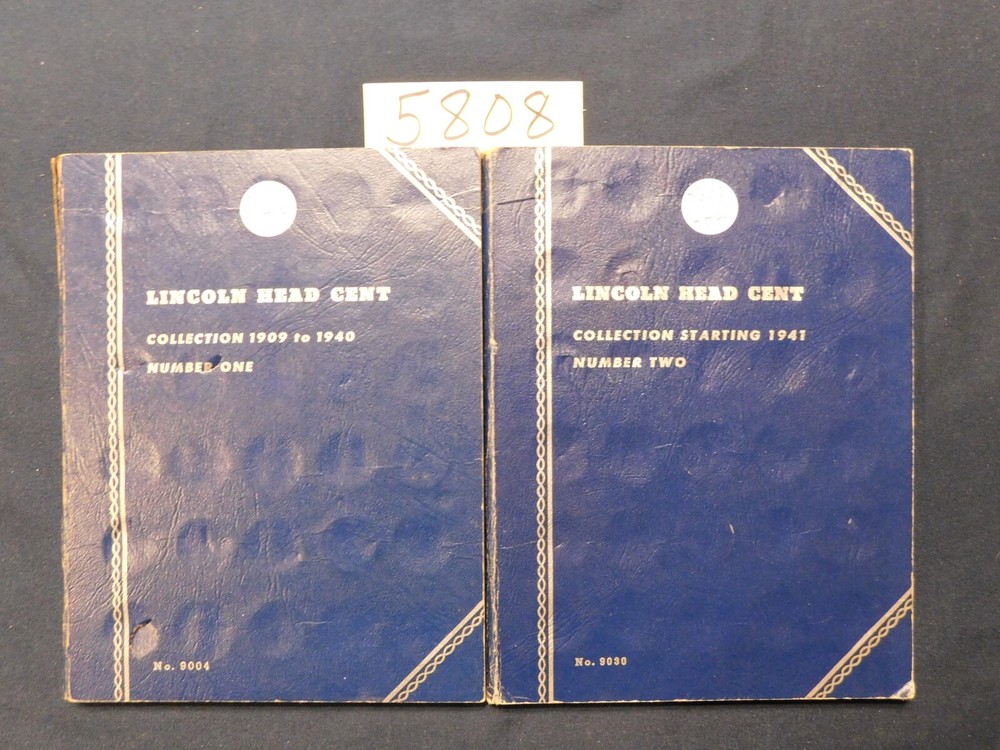 5808
LINCOLN HEAD CENT
COLLECTION 1909 to 1940
NUMBER ONE
No. 9004
LINCOLN HEAD CENT
COLLECTION STARTING 1941
NUMBER TWO
No. 9030